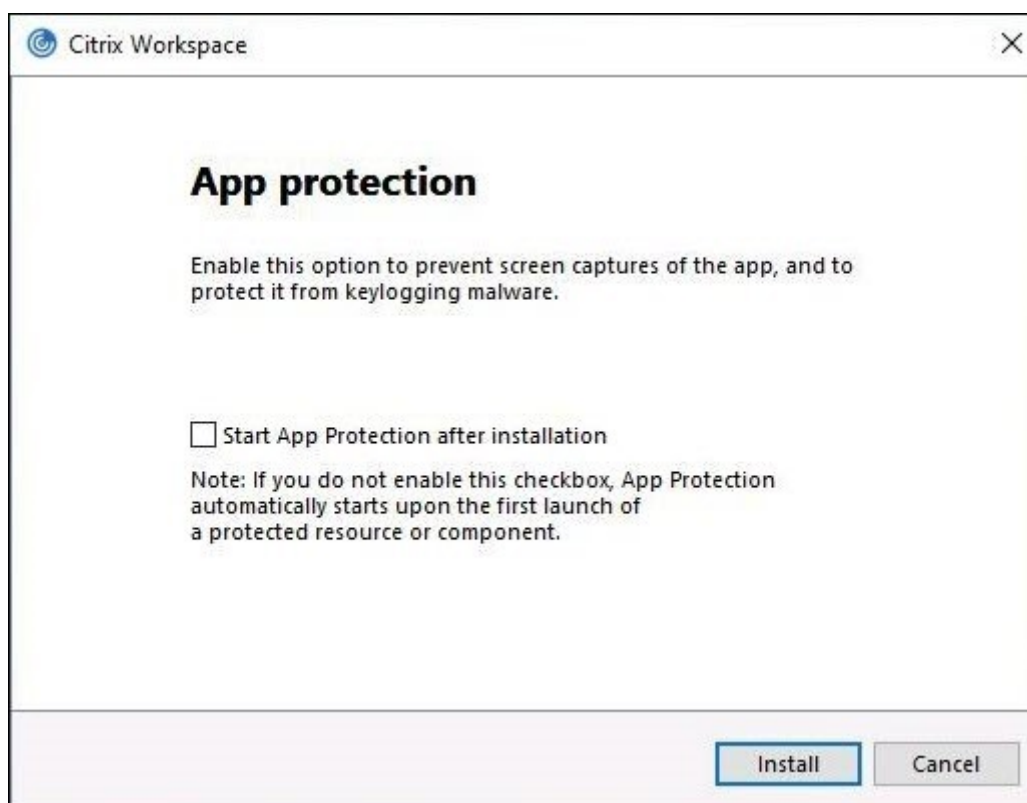 Citrix Workspace
App protection
Enable this option to prevent screen captures of the app, and to
protect it from keylogging malware.
Start App Protection after installation
Note: If you do not enable this checkbox, App Protection
automatically starts upon the first launch of
a protected resource or component.
Install
Cancel